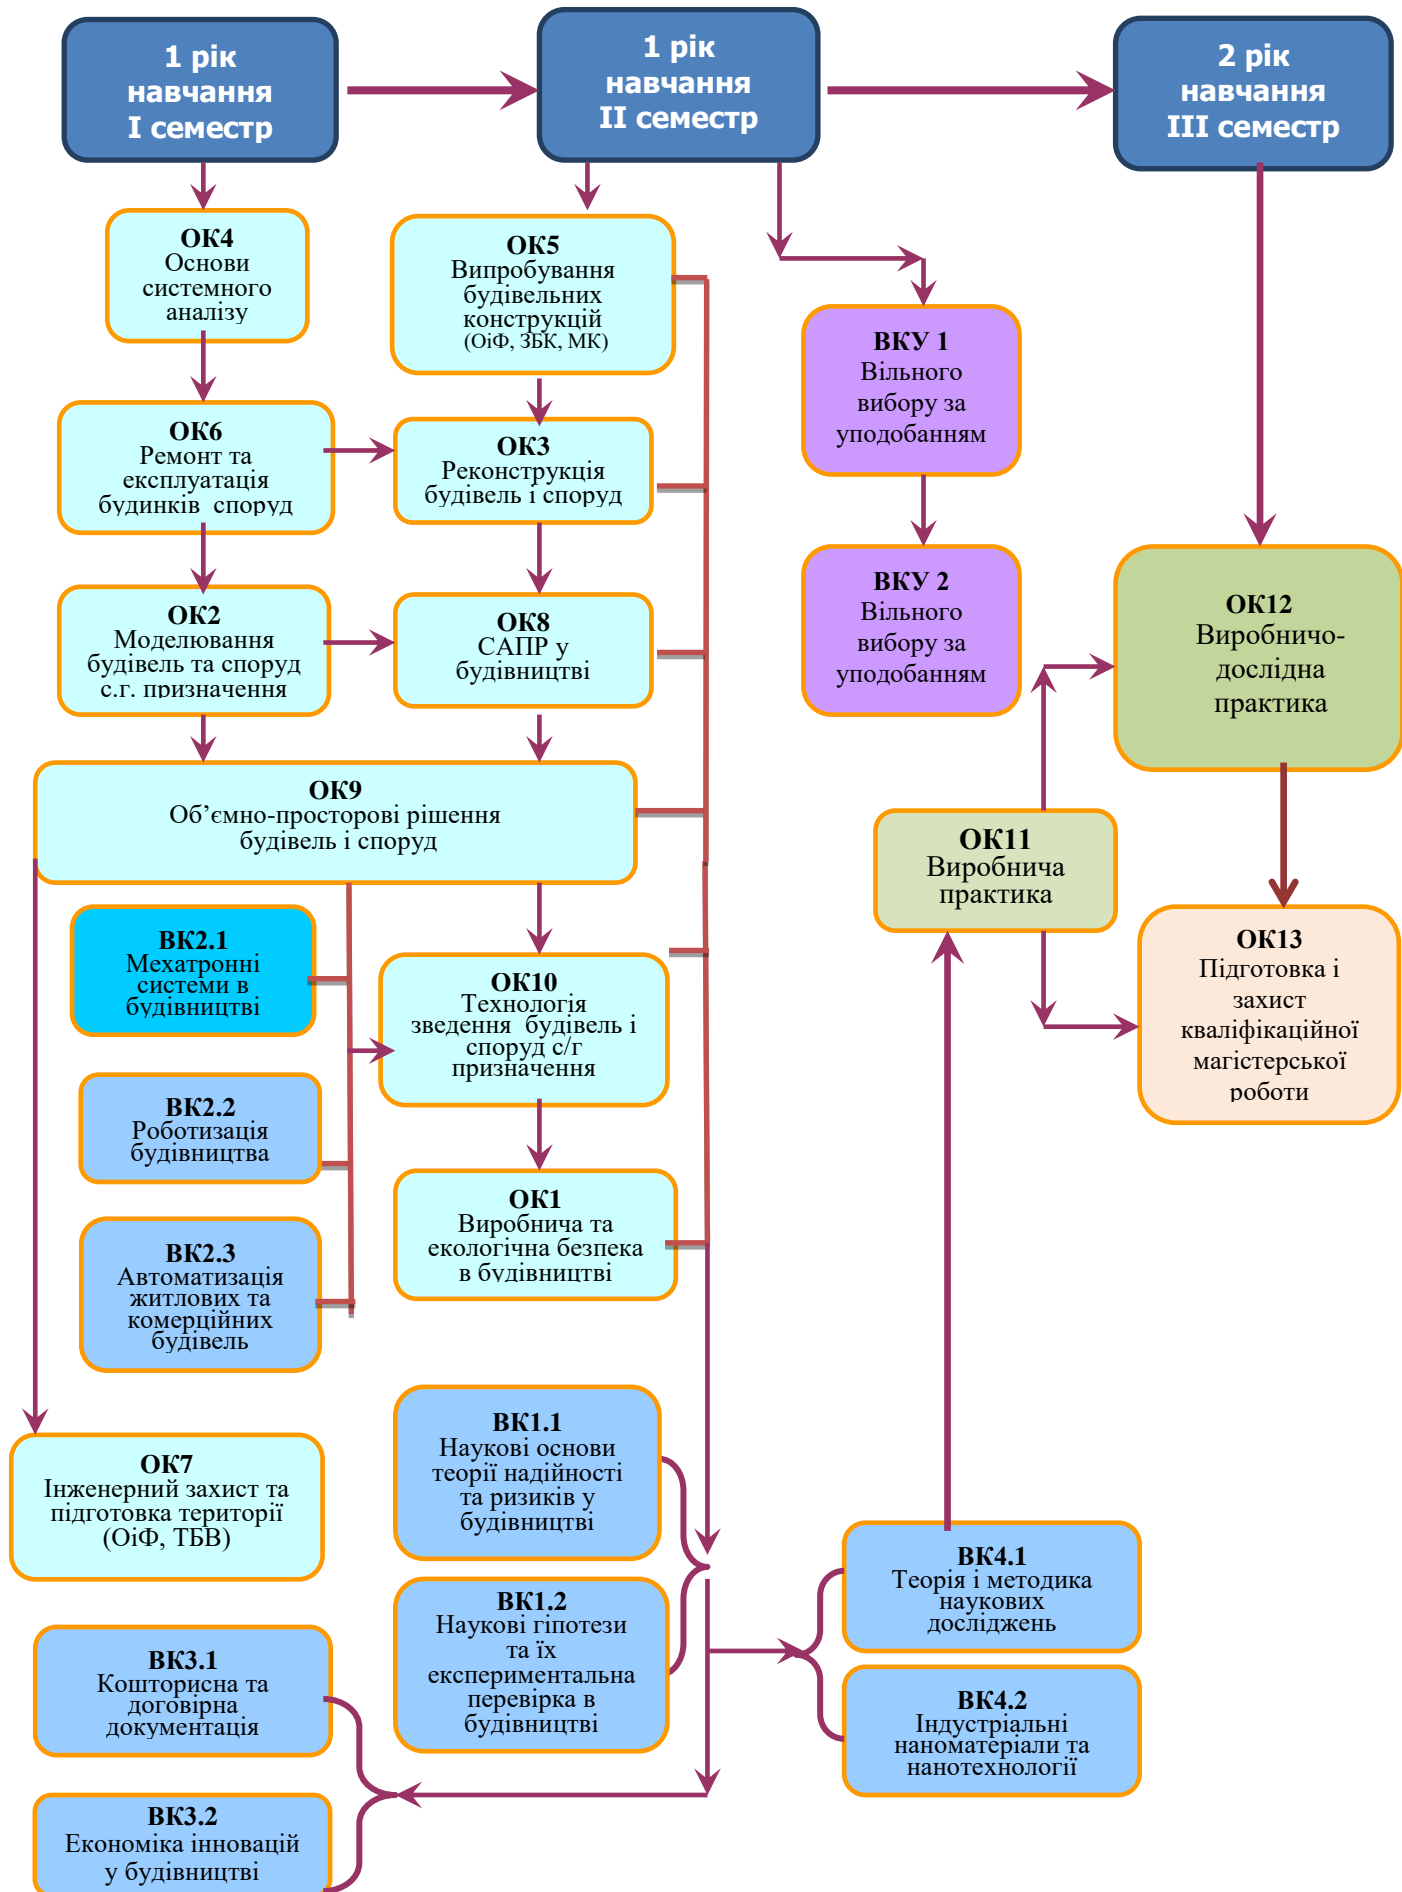 1 рік
навчання
I семестр
1 рік
навчання
II семестр
2 рік
навчання
III семестр
ОК4
Основи
системного
аналізу
ОК5
Випробування
будівельних
конструкцій
(ОіФ, ЗБК, МК)
ВКУ 1
Вільного
вибору за
уподобанням
ОК6
Ремонт та
експлуатація
будинків споруд
ОК3
Реконструкція
будівель і споруд
ВКУ 2
Вільного
вибору за
уподобанням
ОК12
Виробничо-
дослідна
практика
ОК2
Моделювання
будівель та споруд
с.г. призначення
ОК8
САПР у
будівництві
ОК9
Об’ємно-просторові рішення
будівель і споруд
ОК11
Виробнича
практика
ВК2.1
Мехатронні
системи в
будівництві
ОК10
Технологія
зведення будівель і
споруд с/г
призначення
ОК13
Підготовка і
захист
кваліфікаційної
магістерської
роботи
ВК2.2
Роботизація
будівництва
ОК1
Виробнича та
екологічна безпека
в будівництві
ВК2.3
Автоматизація
житлових та
комерційних
будівель
ВК1.1
Наукові основи
теорії надійності
та ризиків у
будівництві
ОК7
Інженерний захист та
підготовка території
(ОіФ, ТБВ)
ВК4.1
Теорія і методика
наукових
досліджень
ВК1.2
Наукові гіпотези
та їх
експериментальна
перевірка в
будівництві
ВК3.1
Кошторисна та
договірна
документація
ВК4.2
Індустріальні
наноматеріали та
нанотехнології
ВК3.2
Економіка інновацій
у будівництві